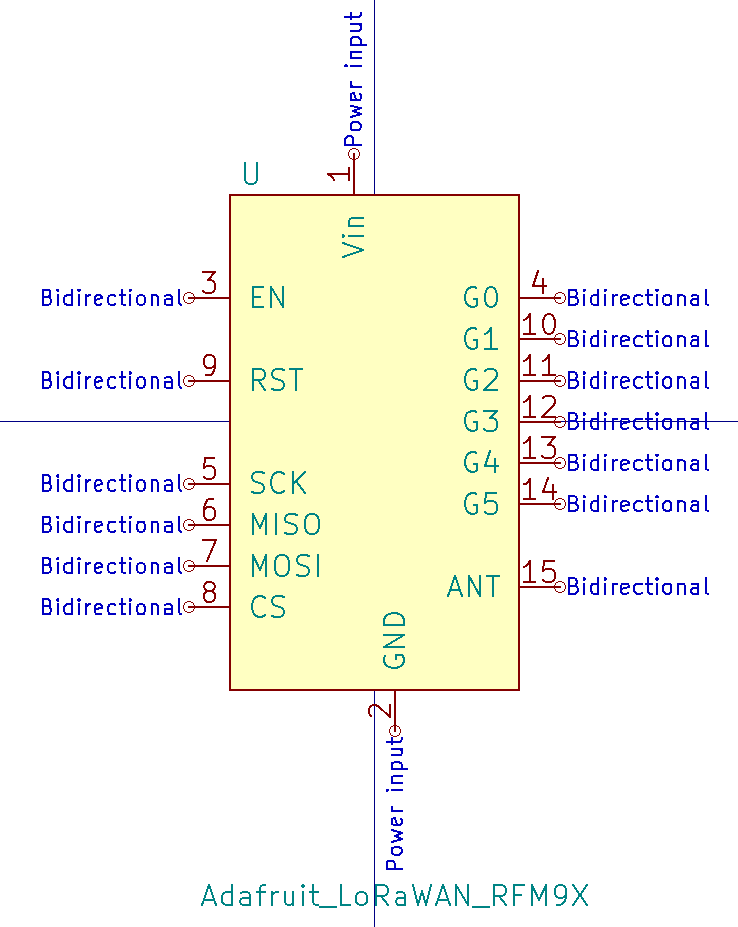 Power input
1
U
Vin
Bidirectional 3 EN G0 4 Bidirectional
G1 10 Bidirectional
Bidirectional 9 RST G2 11 Bidirectional
G3 12 Bidirectional
G4 13 Bidirectional
Bidirectional 5 SCK
G5 14 Bidirectional
Bidirectional 6 MISO
Bidirectional 7 MOSI
ANT 15 Bidirectional
Bidirectional 8 CS
GND
2
Power input
Adafruit_LoRaWAN_RFM9X